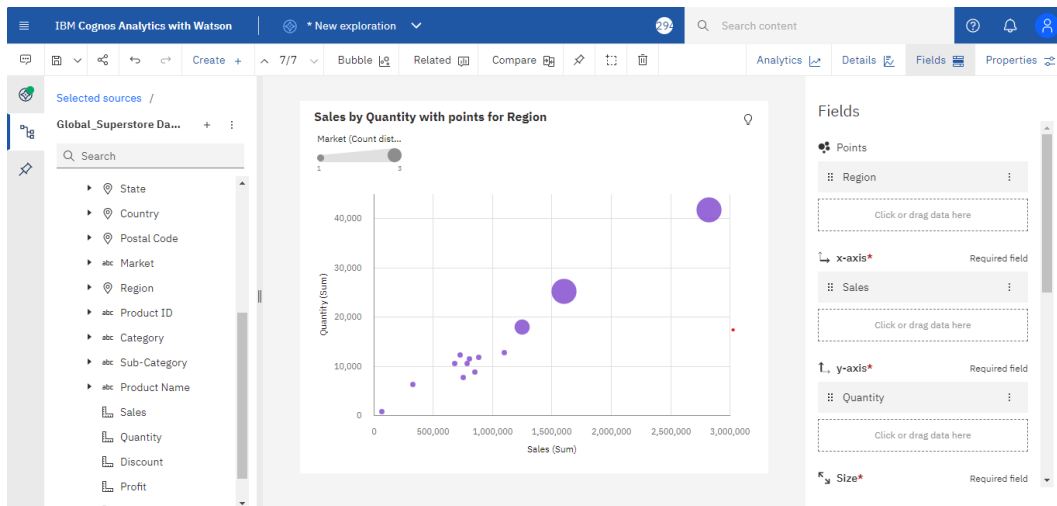 IBM Cognos Analytics with Watson
* New exploration
294
Search content
Create +
7/7
Bubble
Related
Compare
Analytics
Details
Fields
Properties
Selected sources /
Global_Superstore Da...
Search
State
Country
Postal Code
abc Market
Region
abc Product ID
abc Category
abc Sub-Category
abc Product Name
Sales
Quantity
Discount
Profit
Sales by Quantity with points for Region
Market (Count dist...
1 3
40,000
30,000
20,000
10,000
0
Quantity (Sum)
0 500,000 1,000,000 1,500,000 2,000,000 2,500,000 3,000,000
Sales (Sum)
Fields
Points
Region
Click or drag data here
x-axis* Required field
Sales
Click or drag data here
y-axis* Required field
Quantity
Click or drag data here
Size* Required field